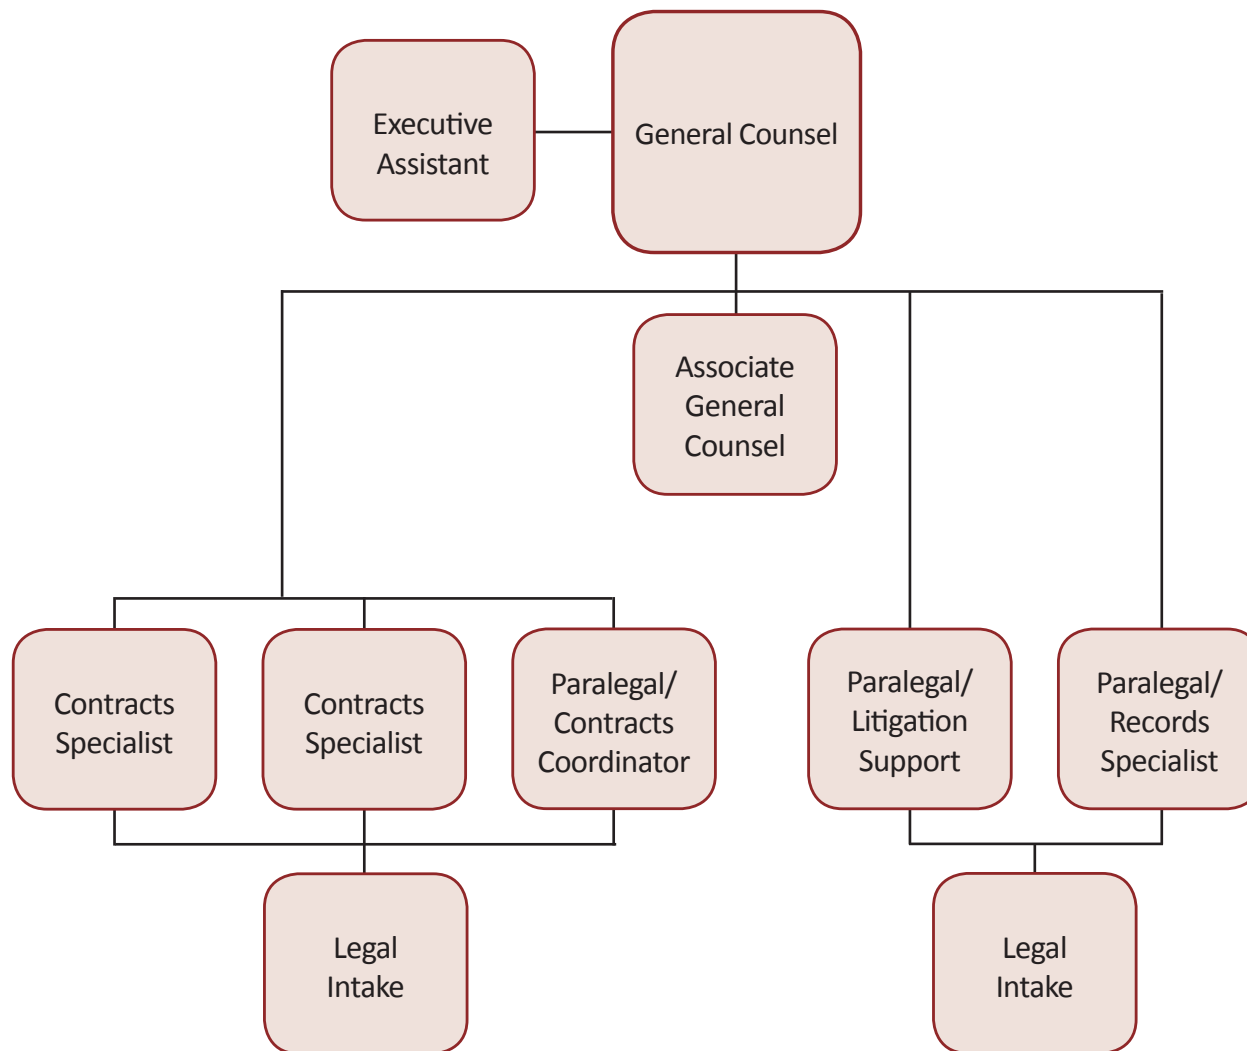 Executive
Assistant
General Counsel
Associate
General
Counsel
Contracts
Specialist
Contracts
Specialist
Paralegal/
Contracts
Coordinator
Paralegal/
Litigation
Support
Paralegal/
Records
Specialist
Legal
Intake
Legal
Intake